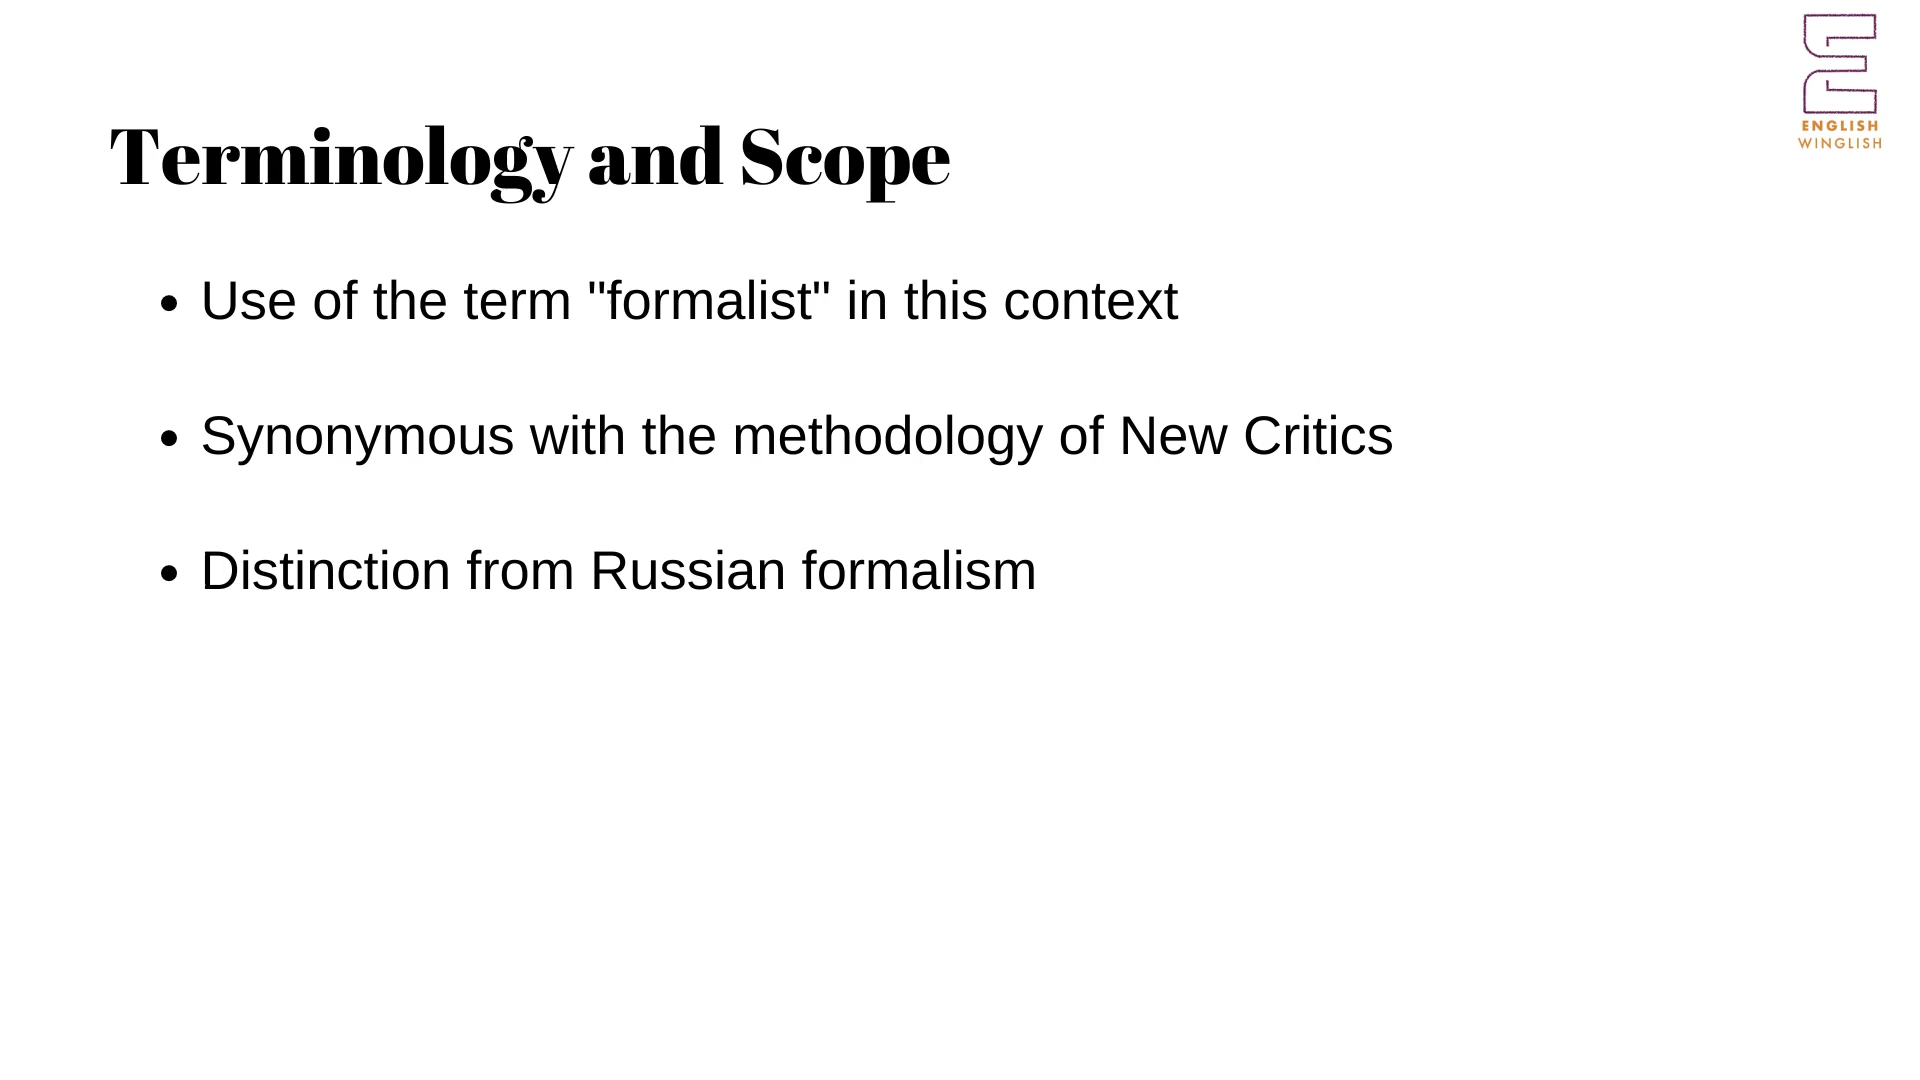 ENGLISH
WINGLISH
Terminology and Scope
• Use of the term "formalist" in this context
• Synonymous with the methodology of New Critics
• Distinction from Russian formalism